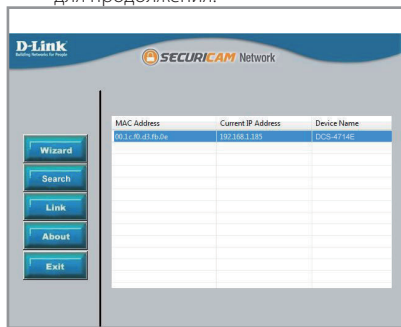 для продолжения.
D-Link
Building Networks for People
SECURICAM Network
MAC Address Current IP Address Device Name
00.1c.f0.d3.fb.0e 192.168.1.185 DCS-4714E
Wizard
Search
Link
About
Exit